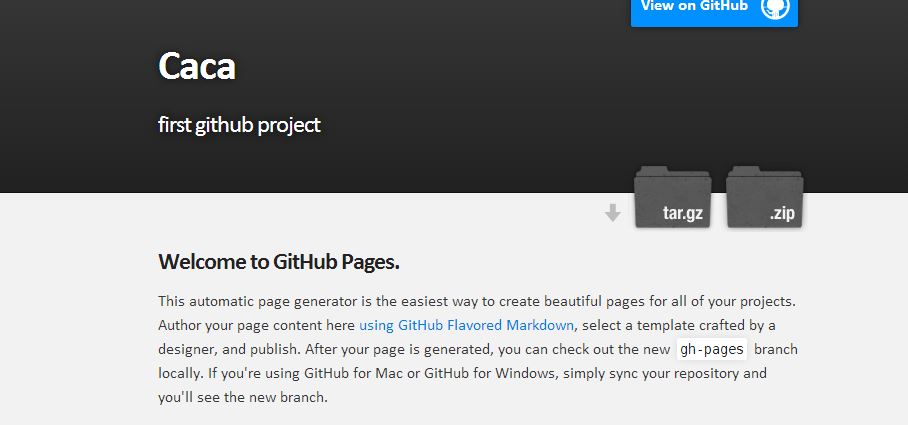 View on GitHub
Caca
first github project
tar.gz
.zip
Welcome to GitHub Pages.
This automatic page generator is the easiest way to create beautiful pages for all of your projects.
Author your page content here using GitHub Flavored Markdown, select a template crafted by a
designer, and publish. After your page is generated, you can check out the new gh-pages branch
locally. If you're using GitHub for Mac or GitHub for Windows, simply sync your repository and
you'll see the new branch.